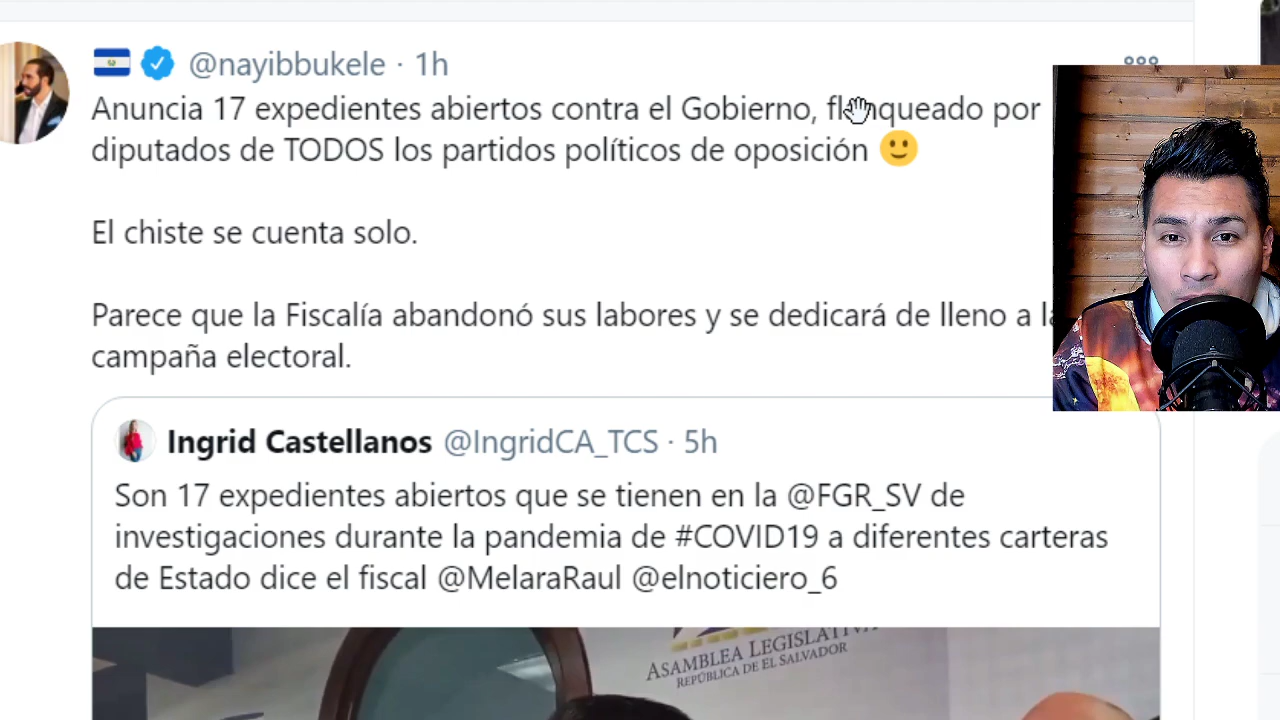 @nayibbukele · 1h
Anuncia 17 expedientes abiertos contra el Gobierno, flanqueado por
diputados de TODOS los partidos políticos de oposición 🙂
El chiste se cuenta solo.
Parece que la Fiscalía abandonó sus labores y se dedicará de lleno a la
campaña electoral.
Ingrid Castellanos @IngridCA_TCS · 5h
Son 17 expedientes abiertos que se tienen en la @FGR_SV de
investigaciones durante la pandemia de #COVID19 a diferentes carteras
de Estado dice el fiscal @MelaraRaul @elnoticiero_6
ASAMBLEA LEGISLATIVA
REPÚBLICA DE EL SALVADOR